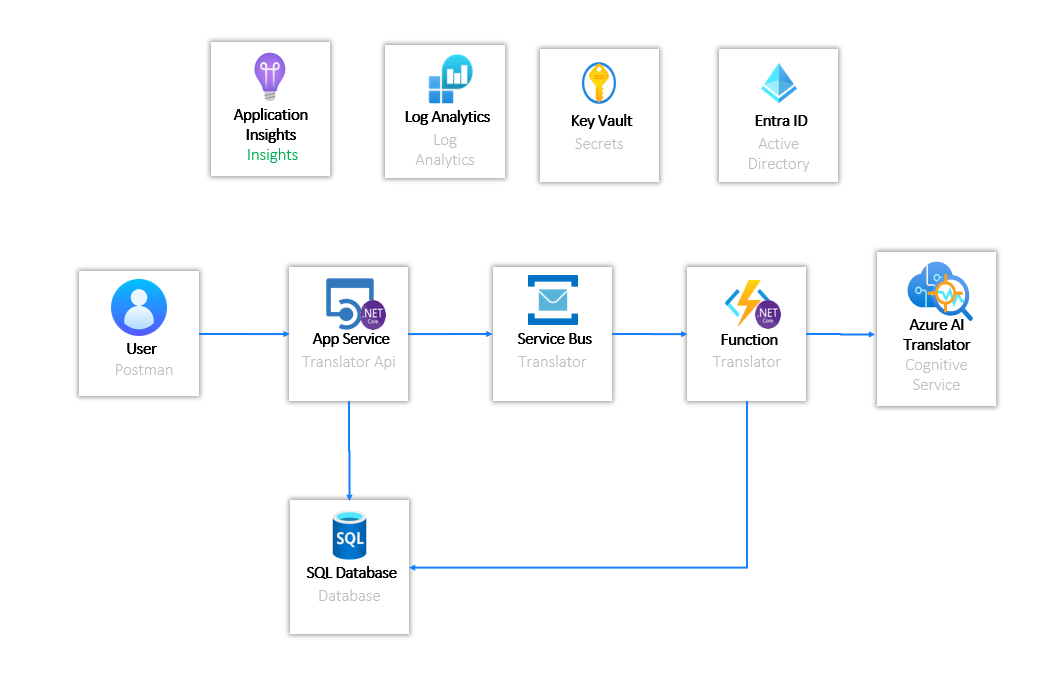 Application
Insights
Insights
Log Analytics
Log
Analytics
Key Vault
Secrets
Entra ID
Active
Directory
User
Postman
5
.NET
Core
App Service
Translator Api
Service Bus
Translator
.NET
Core
Function
Translator
Azure AI
Translator
Cognitive
Service
SQL
SQL Database
Database